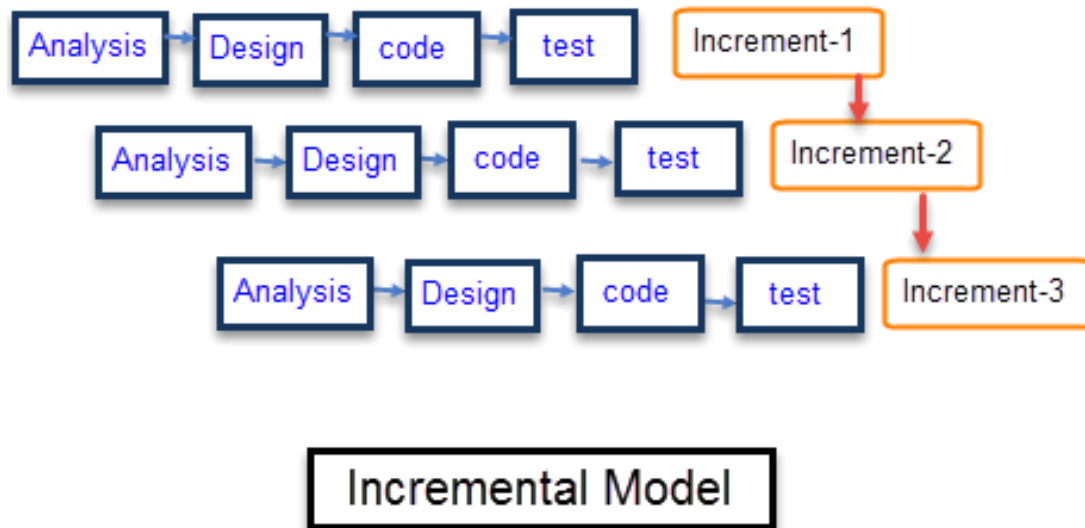 Analysis Design code test Increment-1
Analysis Design code test Increment-2
Analysis Design code test Increment-3
Incremental Model